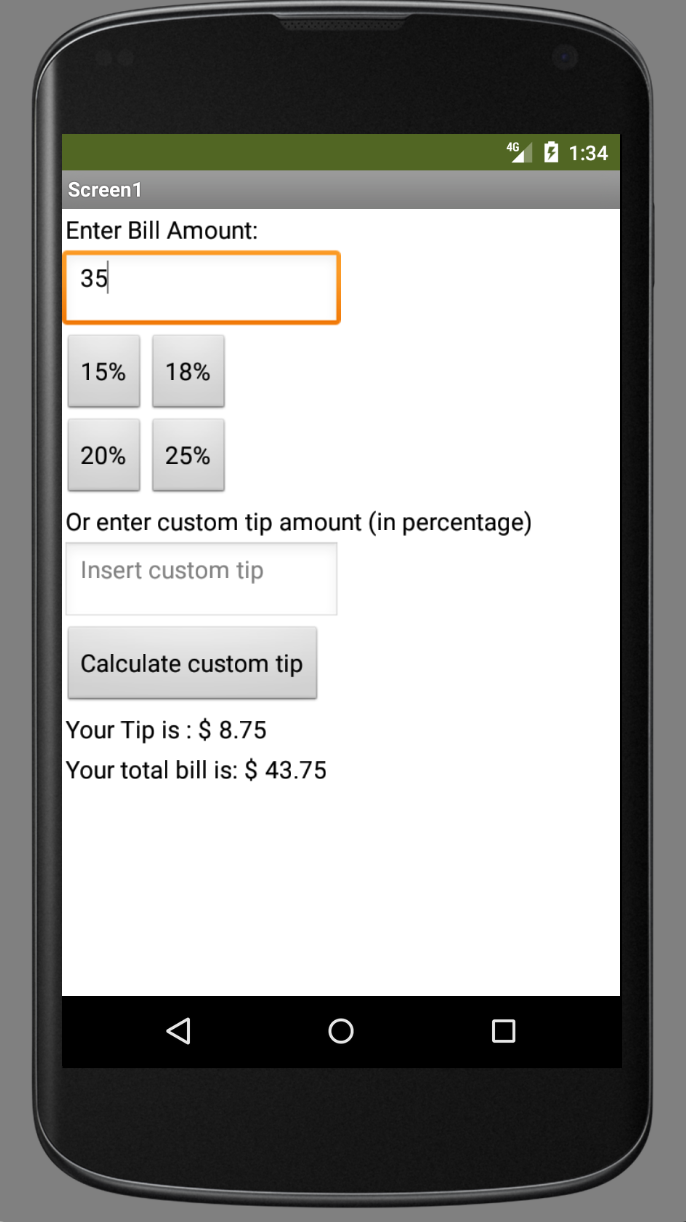 4G 1:34
Screen1
Enter Bill Amount:
35
15% 18%
20% 25%
Or enter custom tip amount (in percentage)
Insert custom tip
Calculate custom tip
Your Tip is : $ 8.75
Your total bill is: $ 43.75